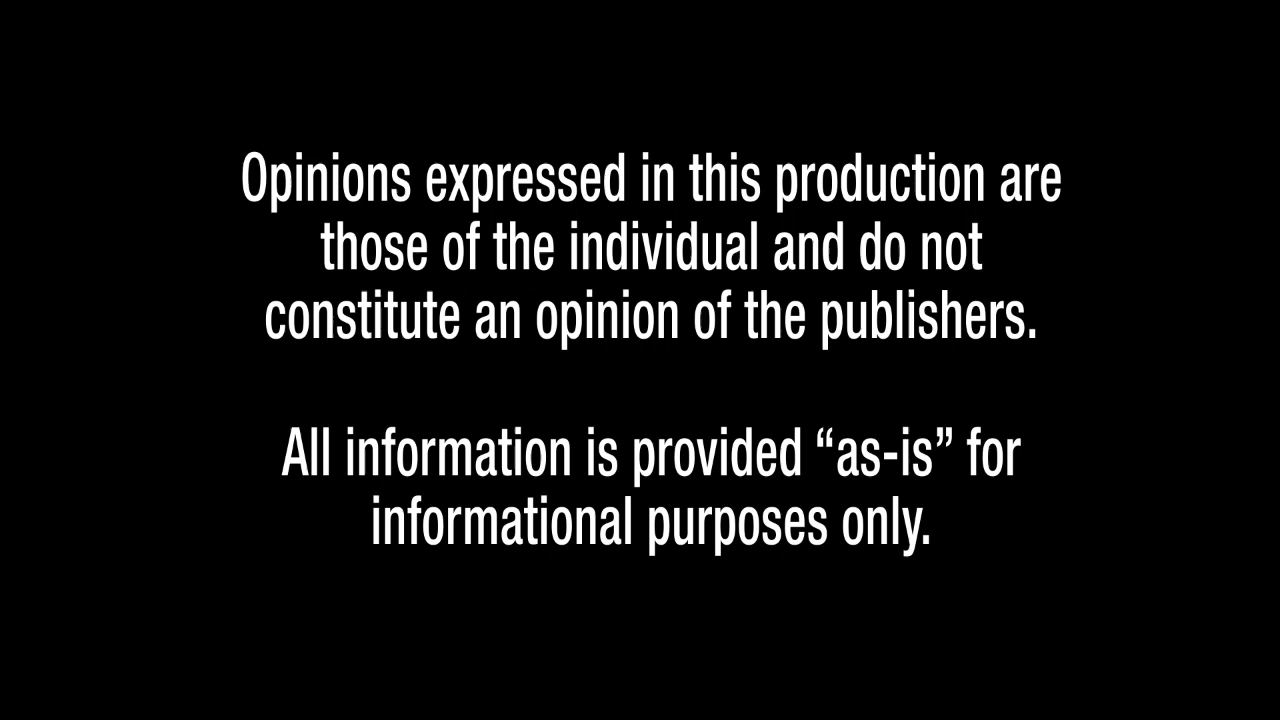 Opinions expressed in this production are
those of the individual and do not
constitute an opinion of the publishers.
All information is provided “as-is” for
informational purposes only.